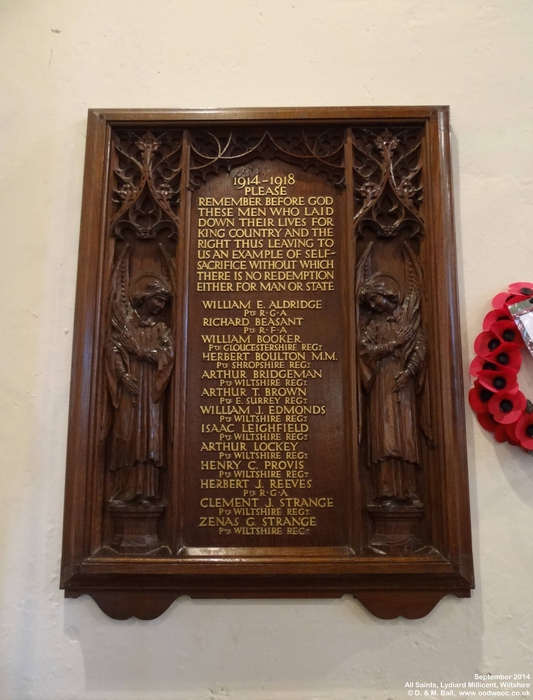 1914-1918
PLEASE
REMEMBER BEFORE GOD
THESE MEN WHO LAID
DOWN THEIR LIVES FOR
KING COUNTRY AND THE
RIGHT THUS LEAVING TO
US AN EXAMPLE OF SELF-
SACRIFICE WITHOUT WHICH
THERE IS NO REDEMPTION
EITHER FOR MAN OR STATE
WILLIAM E. ALDRIDGE
PTE R·G·A
RICHARD BEASANT
PTE R·F·A
WILLIAM BOOKER
PTE GLOUCESTERSHIRE REGT
HERBERT BOULTON M.M.
PTE SHROPSHIRE REGT
ARTHUR BRIDGEMAN
PTE WILTSHIRE REGT
ARTHUR T. BROWN
PTE E. SURREY REGT
WILLIAM J. EDMONDS
PTE WILTSHIRE REGT
ISAAC LEIGHFIELD
PTE WILTSHIRE REGT
ARTHUR LOCKEY
PTE WILTSHIRE REGT
HENRY C. PROVIS
PTE WILTSHIRE REGT
HERBERT J. REEVES
PTE R·G·A
CLEMENT J. STRANGE
PTE WILTSHIRE REGT
ZENAS G. STRANGE
PTE WILTSHIRE REGT
September 2014
All Saints, Lydiard Millicent, Wiltshire
© D. & M. Ball, www.oodwooc.co.uk